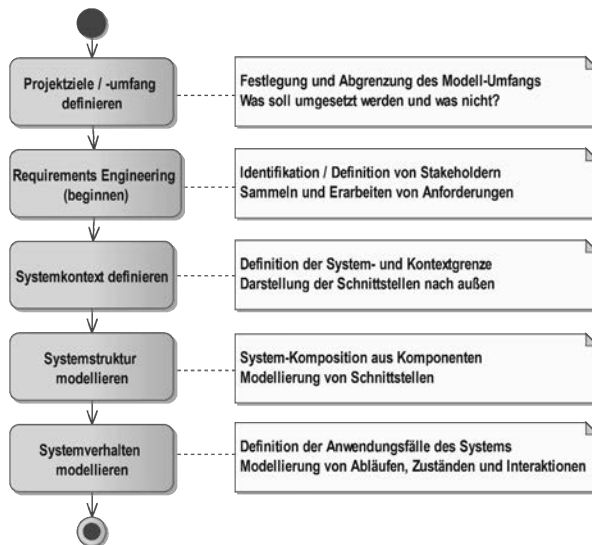 Projektziele / -umfang
definieren
Festlegung und Abgrenzung des Modell-Umfangs
Was soll umgesetzt werden und was nicht?
Requirements Engineering
(beginnen)
Identifikation / Definition von Stakeholdern
Sammeln und Erarbeiten von Anforderungen
Systemkontext definieren
Definition der System- und Kontextgrenze
Darstellung der Schnittstellen nach außen
Systemstruktur
modellieren
System-Komposition aus Komponenten
Modellierung von Schnittstellen
Systemverhalten
modellieren
Definition der Anwendungsfälle des Systems
Modellierung von Abläufen, Zuständen und Interaktionen